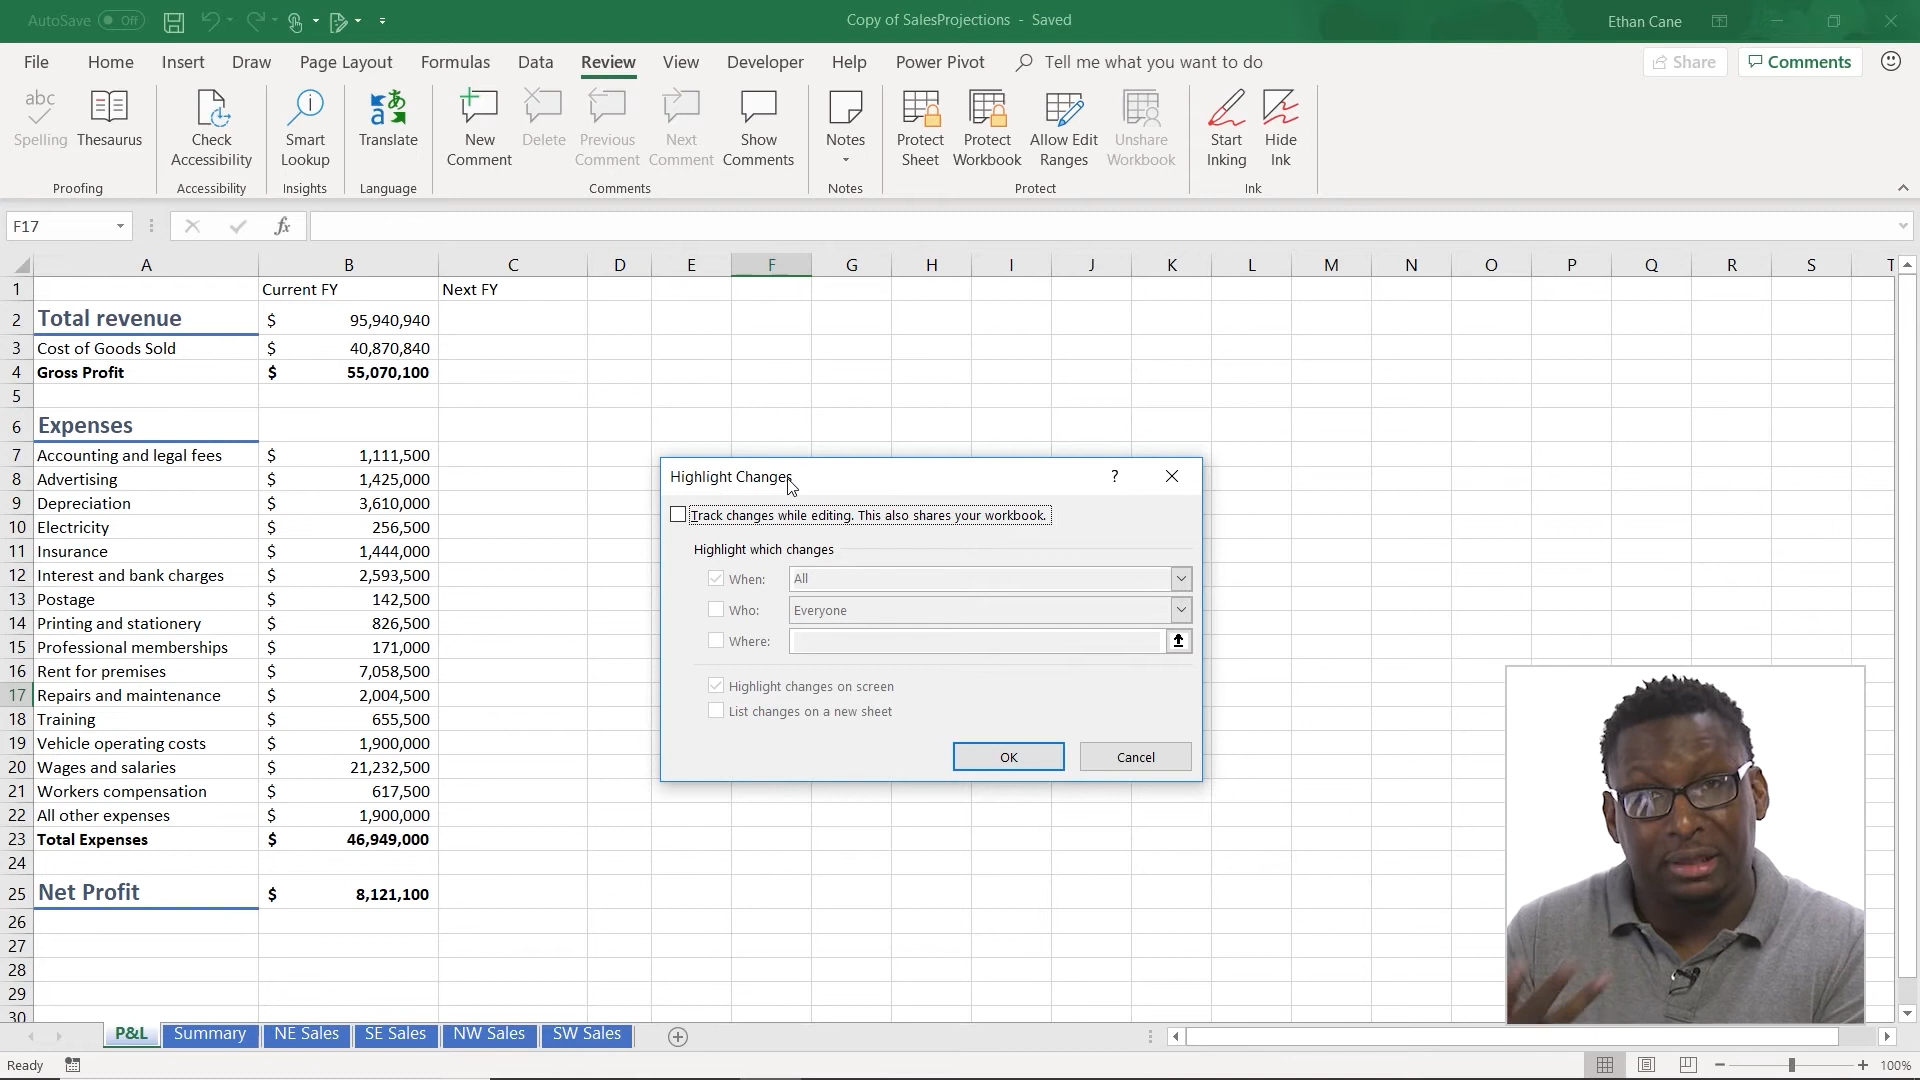 AutoSave Off
Copy of SalesProjections - Saved
Ethan Cane
File Home Insert Draw Page Layout Formulas Data Review View Developer Help Power Pivot Tell me what you want to do Share Comments
abc
Spelling Thesaurus
Check Accessibility
Smart Lookup
Translate
New Comment Delete Previous Comment Next Comment Show Comments
Notes
Protect Sheet Protect Workbook Allow Edit Ranges Unshare Workbook
Start Inking Hide Ink
Proofing Accessibility Insights Language Comments Notes Protect Ink
F17 fx
A B C D E F G H I J K L M N O P Q R S T
1 Current FY Next FY
2 Total revenue $ 95,940,940
3 Cost of Goods Sold $ 40,870,840
4 Gross Profit $ 55,070,100
5
6 Expenses
7 Accounting and legal fees $ 1,111,500
8 Advertising $ 1,425,000
9 Depreciation $ 3,610,000
10 Electricity $ 256,500
11 Insurance $ 1,444,000
12 Interest and bank charges $ 2,593,500
13 Postage $ 142,500
14 Printing and stationery $ 826,500
15 Professional memberships $ 171,000
16 Rent for premises $ 7,058,500
17 Repairs and maintenance $ 2,004,500
18 Training $ 655,500
19 Vehicle operating costs $ 1,900,000
20 Wages and salaries $ 21,232,500
21 Workers compensation $ 617,500
22 All other expenses $ 1,900,000
23 Total Expenses $ 46,949,000
24
25 Net Profit $ 8,121,100
26
27
28
29
30
Highlight Changes ?
Track changes while editing. This also shares your workbook.
Highlight which changes
When: All
Who: Everyone
Where:
Highlight changes on screen
List changes on a new sheet
OK Cancel
P&L Summary NE Sales SE Sales NW Sales SW Sales
Ready 100%